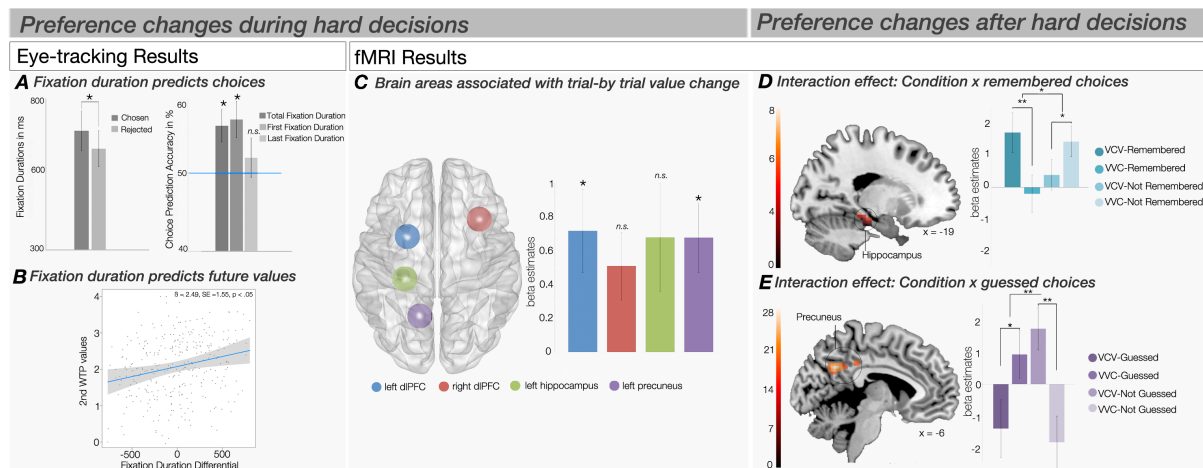 Preference changes during hard decisions
Preference changes after hard decisions
Eye-tracking Results
fMRI Results
A Fixation duration predicts choices
800
600
300
Fixation Durations in ms
*
Chosen
Rejected
60
50
40
Choice Prediction Accuracy in %
* *
n.s.
Total Fixation Duration
First Fixation Duration
Last Fixation Duration
B Fixation duration predicts future values
ß = 2.49, SE =1.55, p < .05
4
3
2
1
0
2nd WTP values
-500 0 500
Fixation Duration Differential
C Brain areas associated with trial-by trial value change
1
0.8
0.6
0.4
0.2
0
beta estimates
*
n.s.
n.s.
*
left dlPFC
right dlPFC
left hippocampus
left precuneus
D Interaction effect: Condition x remembered choices
8
6
4
2
0
Hippocampus
x = -19
2
1
0
-1
-2
beta estimates
*
**
*
VCV-Remembered
VVC-Remembered
VCV-Not Remembered
VVC-Not Remembered
E Interaction effect: Condition x guessed choices
28
21
14
7
0
Precuneus
x = -6
2
1
0
-1
-2
beta estimates
**
*
**
VCV-Guessed
VVC-Guessed
VCV-Not Guessed
VVC-Not Guessed